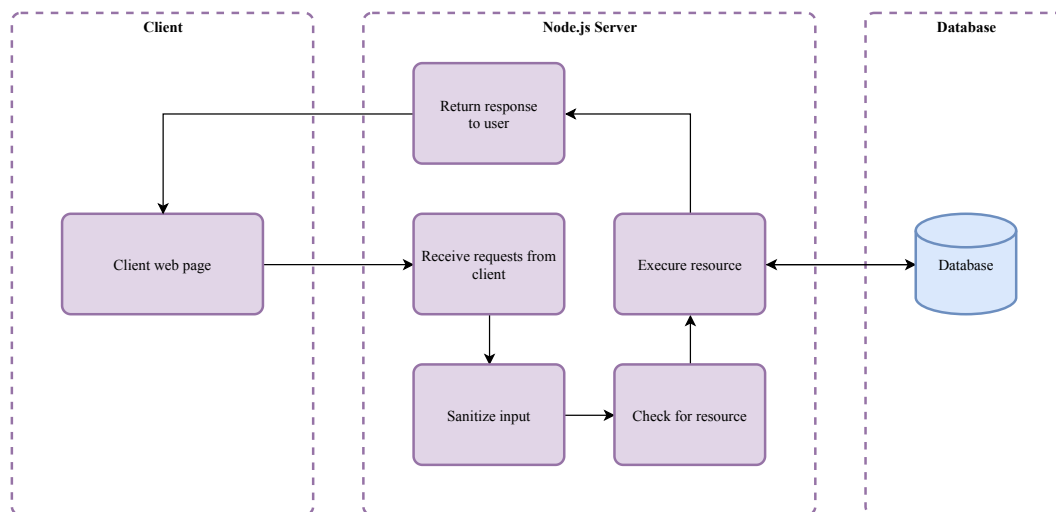 Client
Node.js Server
Database
Return response
to user
Client web page
Receive requests from
client
Execure resource
Database
Sanitize input
Check for resource